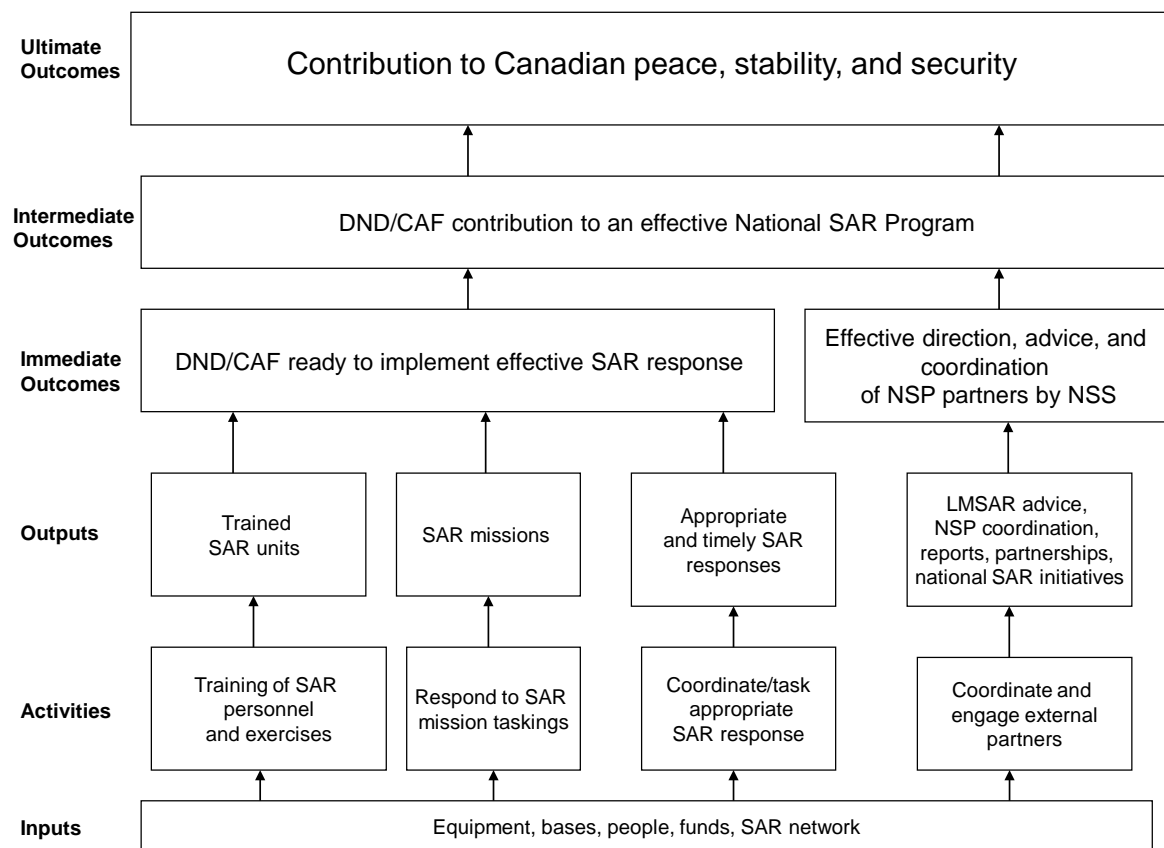 Ultimate
Outcomes
Contribution to Canadian peace, stability, and security
Intermediate
Outcomes
DND/CAF contribution to an effective National SAR Program
Immediate
Outcomes
DND/CAF ready to implement effective SAR response
Effective direction, advice, and
coordination
of NSP partners by NSS
Outputs
Trained
SAR units
SAR missions
Appropriate
and timely SAR
responses
LMSAR advice,
NSP coordination,
reports, partnerships,
national SAR initiatives
Activities
Training of SAR
personnel
and exercises
Respond to SAR
mission taskings
Coordinate/task
appropriate
SAR response
Coordinate and
engage external
partners
Inputs
Equipment, bases, people, funds, SAR network